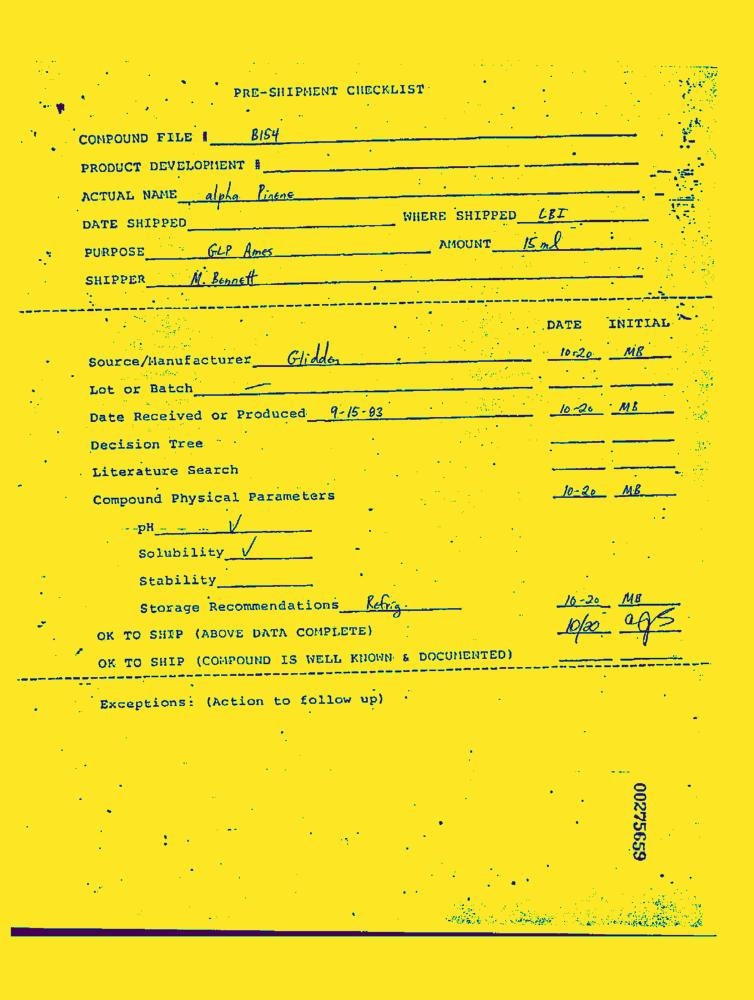 PRE-SHIPMENT CHECKLIST
COMPOUND FILE # B154
PRODUCT DEVELOPMENT #
ACTUAL NAME alpha Pinene
DATE SHIPPED WHERE SHIPPED LBI
PURPOSE GLP Ames AMOUNT 15 ml
SHIPPER M. Bennett
DATE INITIAL
Source/Manufacturer Glidden 10-20 MB
Lot or Batch —
Date Received or Produced 9-15-83 10-20 MB
Decision Tree
Literature Search
Compound Physical Parameters 10-20 MB
pH ✓
Solubility ✓
Stability
Storage Recommendations Refrig. 10-20 MB
OK TO SHIP (ABOVE DATA COMPLETE) 10/20 ags
OK TO SHIP (COMPOUND IS WELL KNOWN & DOCUMENTED)
Exceptions: (Action to follow up)
00275659